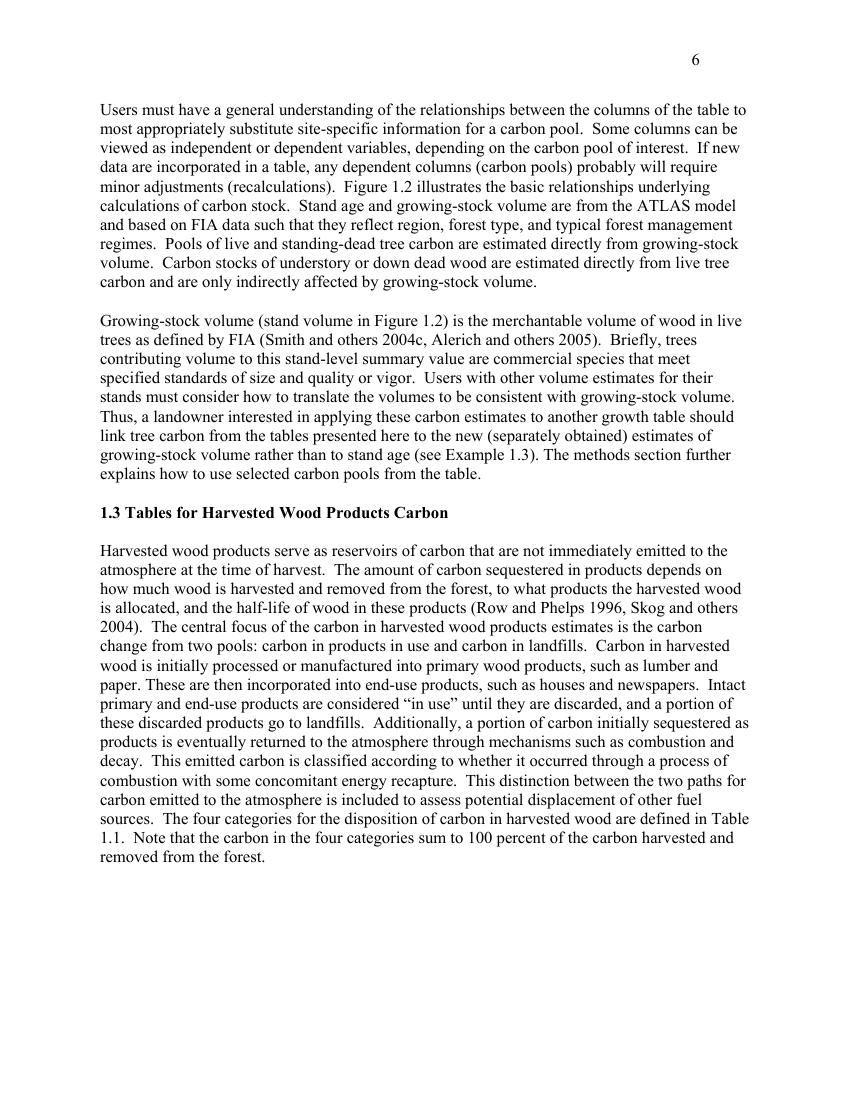 6
Users must have a general understanding of the relationships between the columns of the table to
most appropriately substitute site-specific information for a carbon pool.  Some columns can be
viewed as independent or dependent variables, depending on the carbon pool of interest.  If new
data are incorporated in a table, any dependent columns (carbon pools) probably will require
minor adjustments (recalculations).  Figure 1.2 illustrates the basic relationships underlying
calculations of carbon stock.  Stand age and growing-stock volume are from the ATLAS model
and based on FIA data such that they reflect region, forest type, and typical forest management
regimes.  Pools of live and standing-dead tree carbon are estimated directly from growing-stock
volume.  Carbon stocks of understory or down dead wood are estimated directly from live tree
carbon and are only indirectly affected by growing-stock volume.
Growing-stock volume (stand volume in Figure 1.2) is the merchantable volume of wood in live
trees as defined by FIA (Smith and others 2004c, Alerich and others 2005).  Briefly, trees
contributing volume to this stand-level summary value are commercial species that meet
specified standards of size and quality or vigor.  Users with other volume estimates for their
stands must consider how to translate the volumes to be consistent with growing-stock volume.
Thus, a landowner interested in applying these carbon estimates to another growth table should
link tree carbon from the tables presented here to the new (separately obtained) estimates of
growing-stock volume rather than to stand age (see Example 1.3). The methods section further
explains how to use selected carbon pools from the table.
1.3 Tables for Harvested Wood Products Carbon
Harvested wood products serve as reservoirs of carbon that are not immediately emitted to the
atmosphere at the time of harvest.  The amount of carbon sequestered in products depends on
how much wood is harvested and removed from the forest, to what products the harvested wood
is allocated, and the half-life of wood in these products (Row and Phelps 1996, Skog and others
2004).  The central focus of the carbon in harvested wood products estimates is the carbon
change from two pools: carbon in products in use and carbon in landfills.  Carbon in harvested
wood is initially processed or manufactured into primary wood products, such as lumber and
paper. These are then incorporated into end-use products, such as houses and newspapers.  Intact
primary and end-use products are considered “in use” until they are discarded, and a portion of
these discarded products go to landfills.  Additionally, a portion of carbon initially sequestered as
products is eventually returned to the atmosphere through mechanisms such as combustion and
decay.  This emitted carbon is classified according to whether it occurred through a process of
combustion with some concomitant energy recapture.  This distinction between the two paths for
carbon emitted to the atmosphere is included to assess potential displacement of other fuel
sources.  The four categories for the disposition of carbon in harvested wood are defined in Table
1.1.  Note that the carbon in the four categories sum to 100 percent of the carbon harvested and
removed from the forest.